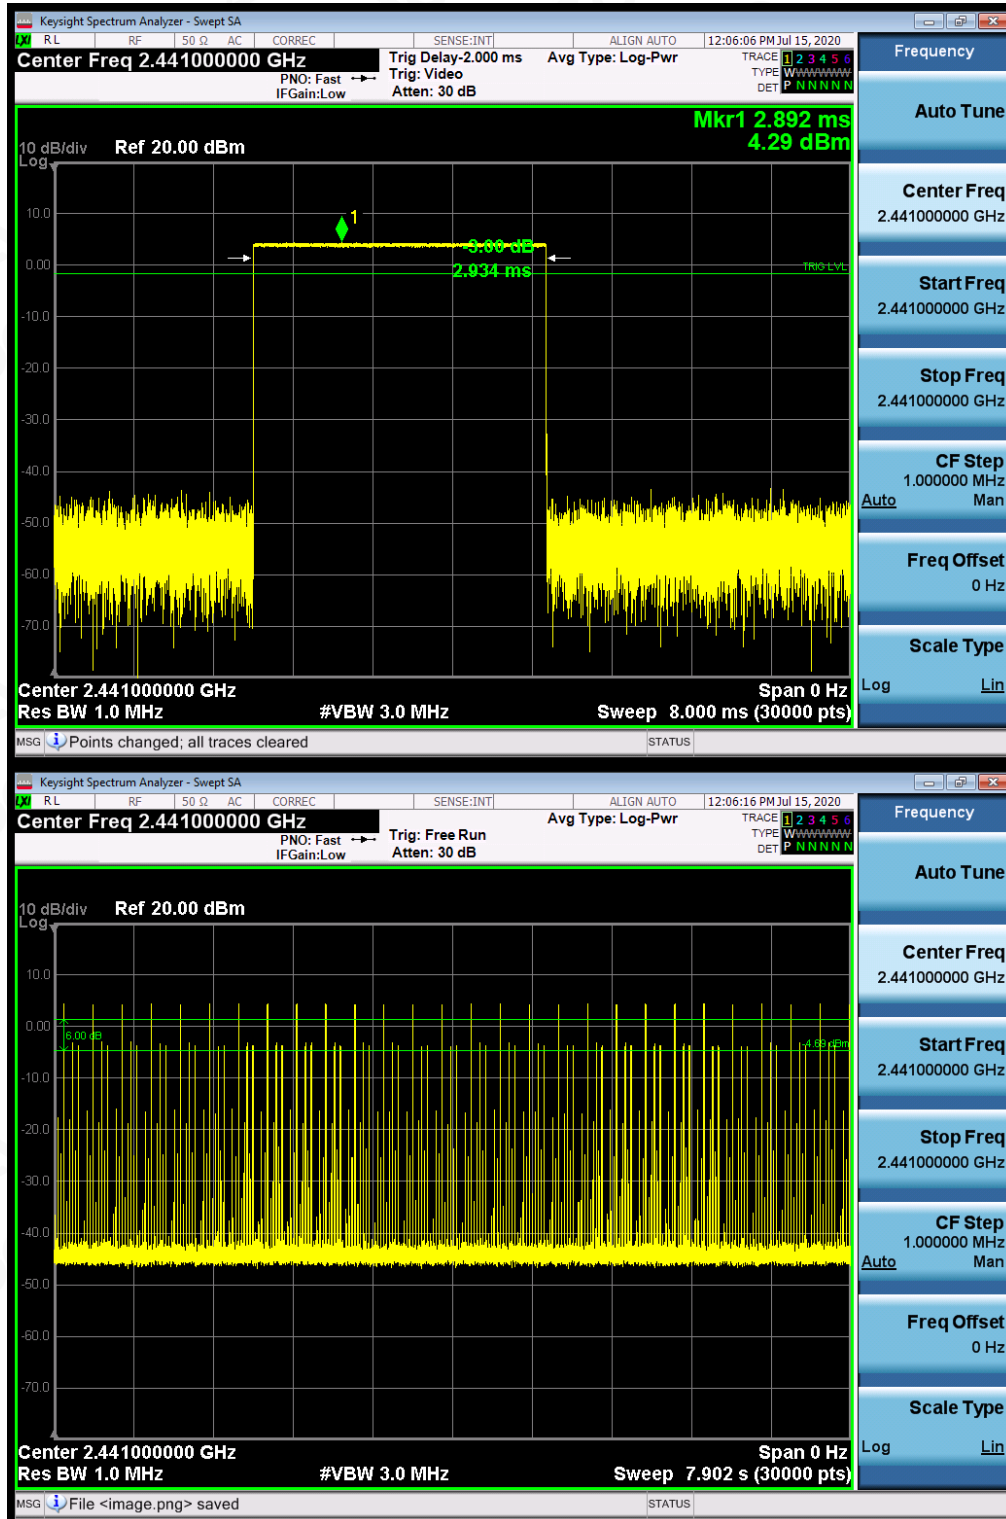 Keysight Spectrum Analyzer - Swept SA
LXI RL RF 50 Ω AC CORREC SENSE:INT ALIGN AUTO 12:06:06 PM Jul 15, 2020
Center Freq 2.441000000 GHz Trig Delay-2.000 ms Avg Type: Log-Pwr TRACE 1 2 3 4 5 6
PNO: Fast Trig: Video TYPE WWWWWW
IFGain:Low Atten: 30 dB DET P N N N N N
Mkr1 2.892 ms
4.29 dBm
10 dB/div Ref 20.00 dBm
Log
10.0
1
-3.00 dB
0.00
2.934 ms
TRIG LVL
-10.0
-20.0
-30.0
-40.0
-50.0
-60.0
-70.0
Center 2.441000000 GHz Span 0 Hz
Res BW 1.0 MHz #VBW 3.0 MHz Sweep 8.000 ms (30000 pts)
MSG Points changed; all traces cleared STATUS
Frequency
Auto Tune
Center Freq
2.441000000 GHz
Start Freq
2.441000000 GHz
Stop Freq
2.441000000 GHz
CF Step
1.000000 MHz
Auto Man
Freq Offset
0 Hz
Scale Type
Log Lin
Keysight Spectrum Analyzer - Swept SA
LXI RL RF 50 Ω AC CORREC SENSE:INT ALIGN AUTO 12:06:16 PM Jul 15, 2020
Center Freq 2.441000000 GHz Avg Type: Log-Pwr TRACE 1 2 3 4 5 6
PNO: Fast Trig: Free Run TYPE WWWWWW
IFGain:Low Atten: 30 dB DET P N N N N N
10 dB/div Ref 20.00 dBm
Log
10.0
0.00
6.00 dB
-4.69 dBm
-10.0
-20.0
-30.0
-40.0
-50.0
-60.0
-70.0
Center 2.441000000 GHz Span 0 Hz
Res BW 1.0 MHz #VBW 3.0 MHz Sweep 7.902 s (30000 pts)
MSG File <image.png> saved STATUS
Frequency
Auto Tune
Center Freq
2.441000000 GHz
Start Freq
2.441000000 GHz
Stop Freq
2.441000000 GHz
CF Step
1.000000 MHz
Auto Man
Freq Offset
0 Hz
Scale Type
Log Lin